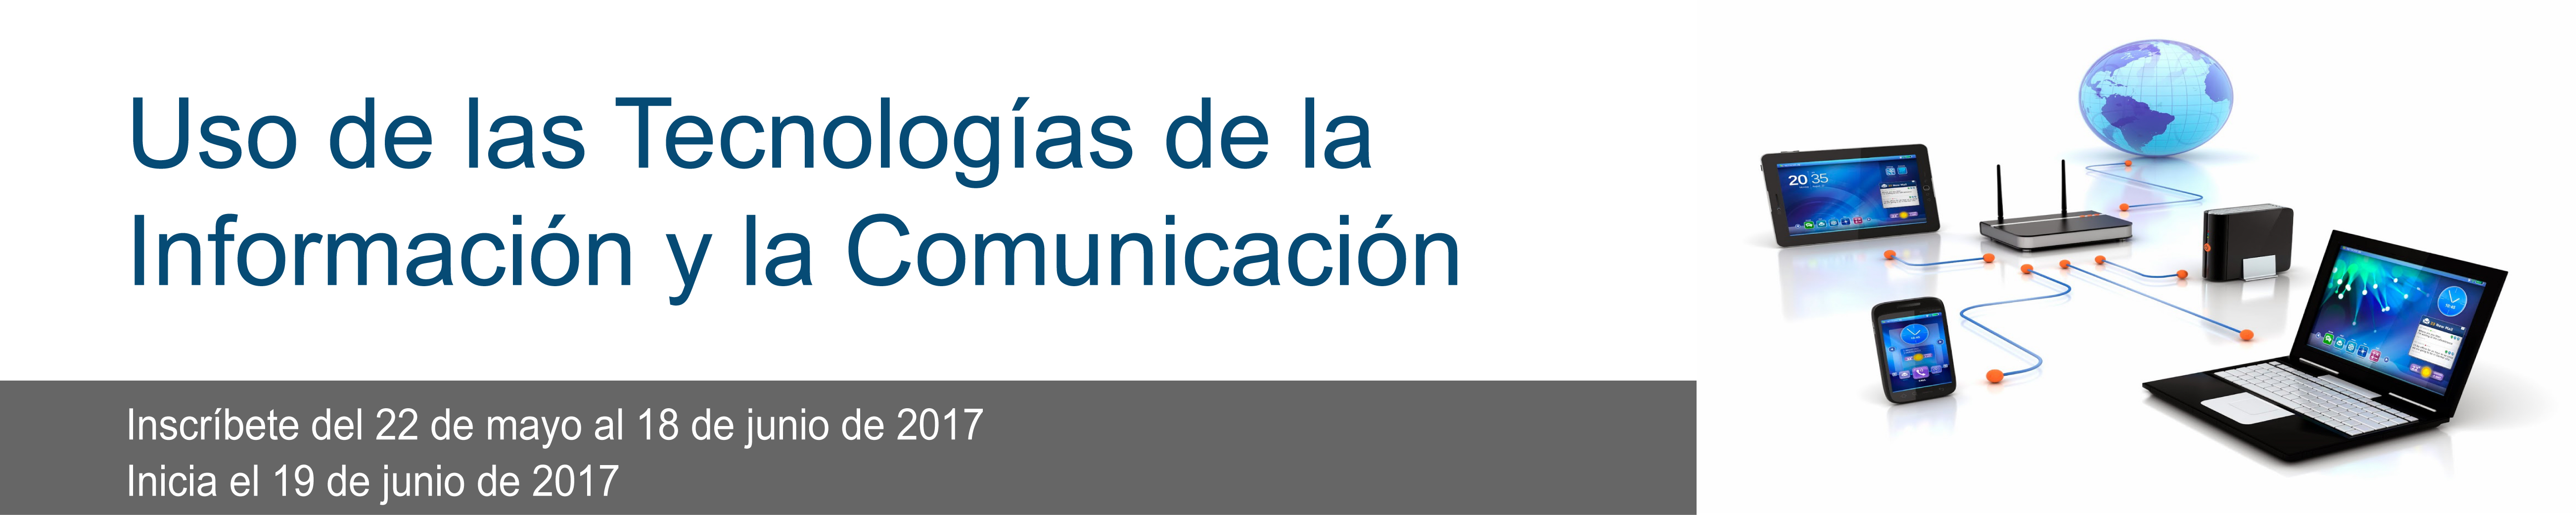 Uso de las Tecnologías de la
Información y la Comunicación
Inscríbete del 22 de mayo al 18 de junio de 2017
Inicia el 19 de junio de 2017
20 35